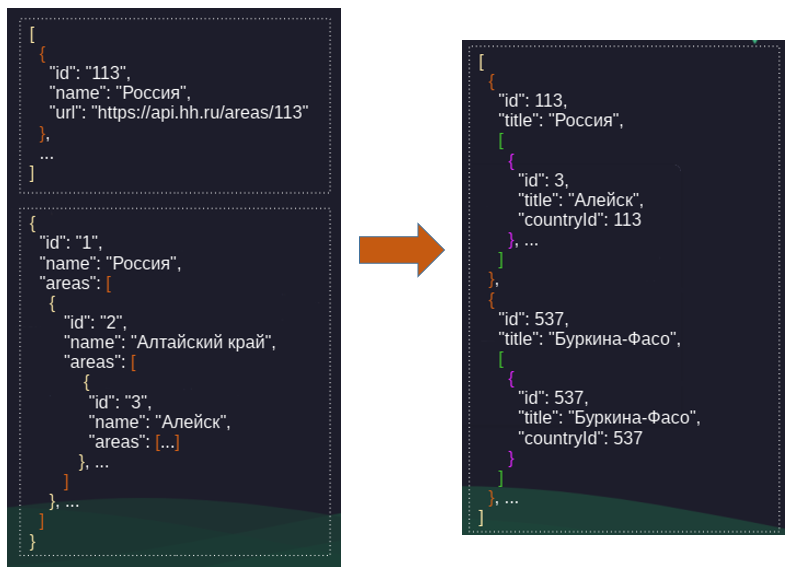 [
{
"id": "113",
"name": "Россия",
"url": "https://api.hh.ru/areas/113"
},
...
]
{
"id": "1",
"name": "Россия",
"areas": [
{
"id": "2",
"name": "Алтайский край",
"areas": [
{
"id": "3",
"name": "Алейск",
"areas": [...]
}, ...
]
}, ...
]
}
[
{
"id": 113,
"title": "Россия",
[
{
"id": 3,
"title": "Алейск",
"countryId": 113
}, ...
]
},
{
"id": 537,
"title": "Буркина-Фасо",
[
{
"id": 537,
"title": "Буркина-Фасо",
"countryId": 537
}
]
}, ...
]